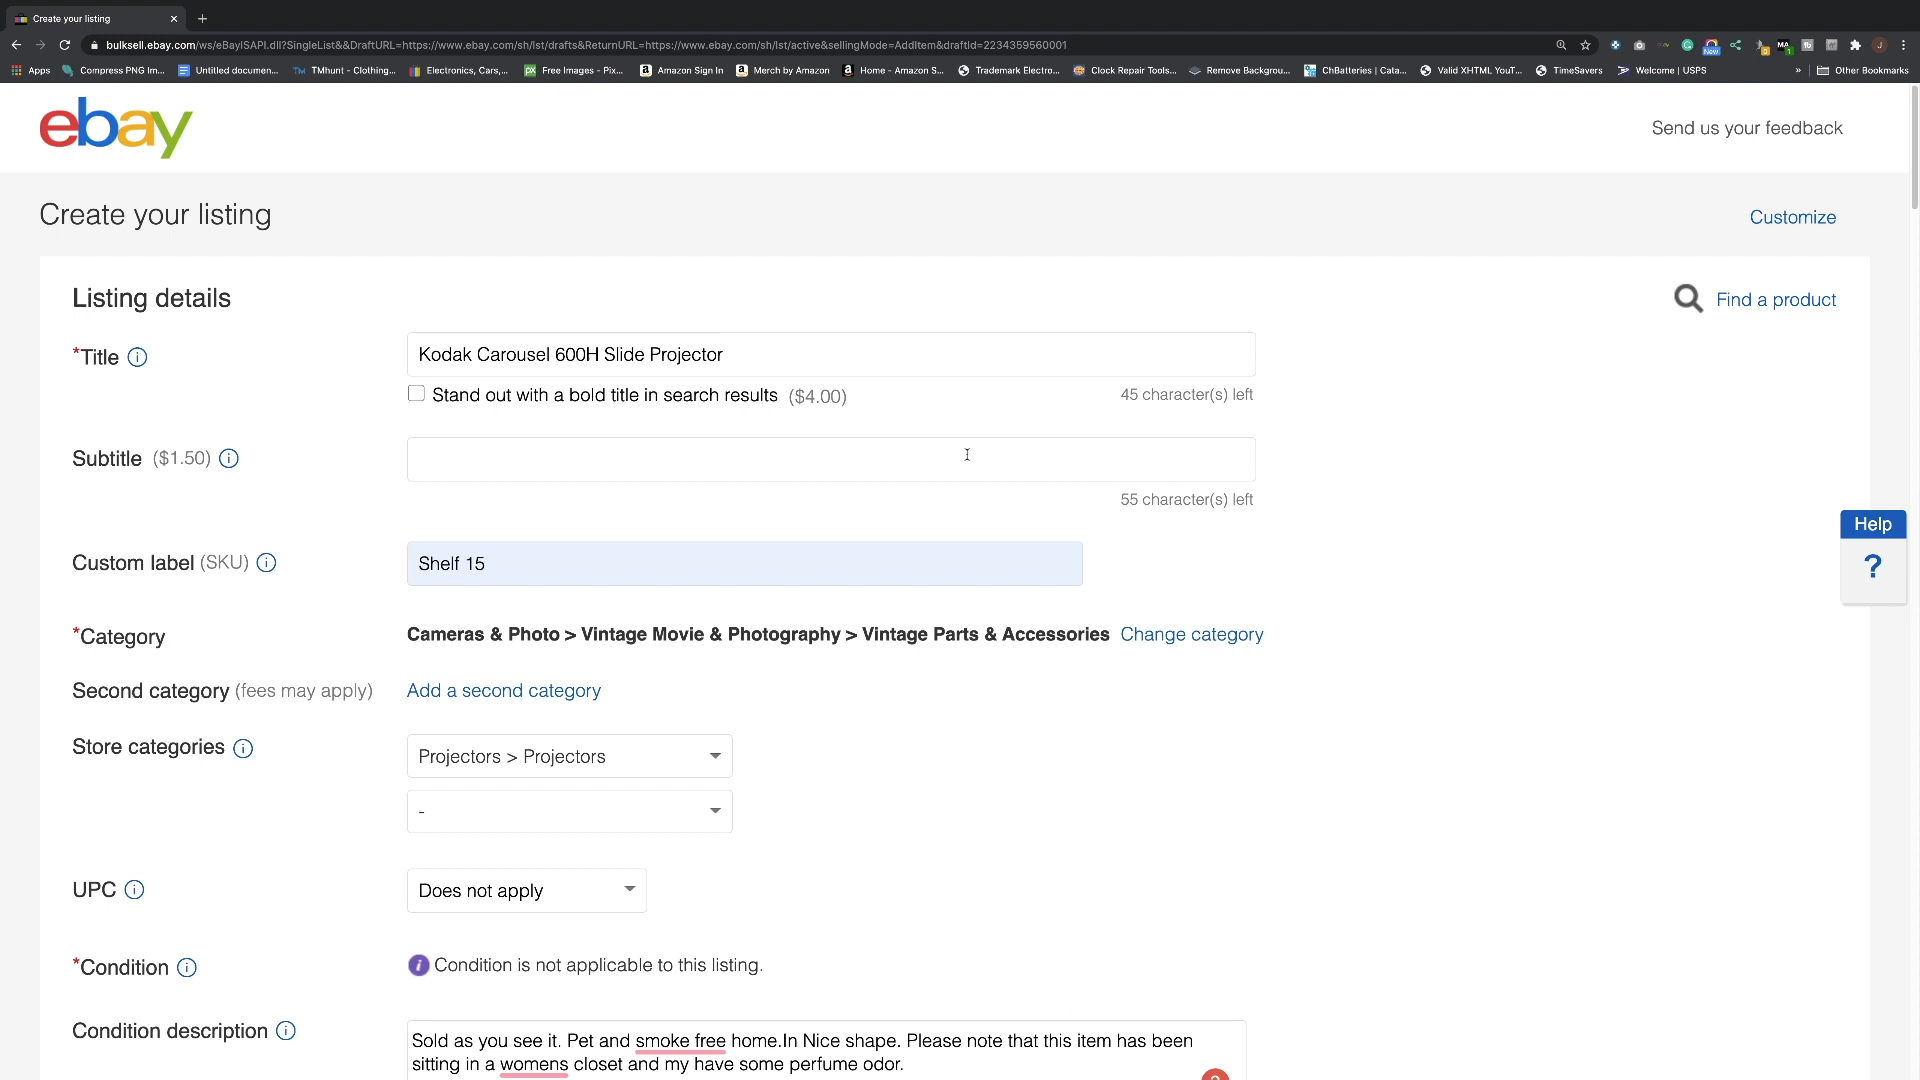 Create your listing
bulksell.ebay.com/ws/eBayISAPI.dll?SingleList&&DraftURL=https://www.ebay.com/sh/lst/drafts&ReturnURL=https://www.ebay.com/sh/lst/active&sellingMode=AddItem&draftId=2234359560001
Apps Compress PNG Im... Untitled documen... TMhunt - Clothing... Electronics, Cars,... Free Images - Pix... Amazon Sign In Merch by Amazon Home - Amazon S... Trademark Electro... Clock Repair Tools... Remove Backgrou... ChBatteries | Cata... Valid XHTML YouT... TimeSavers Welcome | USPS » Other Bookmarks
ebay
Send us your feedback
Create your listing
Customize
Listing details
Find a product
*Title
Kodak Carousel 600H Slide Projector
Stand out with a bold title in search results ($4.00)
45 character(s) left
Subtitle ($1.50)
55 character(s) left
Help
?
Custom label (SKU)
Shelf 15
*Category
Cameras & Photo > Vintage Movie & Photography > Vintage Parts & Accessories Change category
Second category (fees may apply)
Add a second category
Store categories
Projectors > Projectors
-
UPC
Does not apply
*Condition
Condition is not applicable to this listing.
Condition description
Sold as you see it. Pet and smoke free home.In Nice shape. Please note that this item has been
sitting in a womens closet and my have some perfume odor.